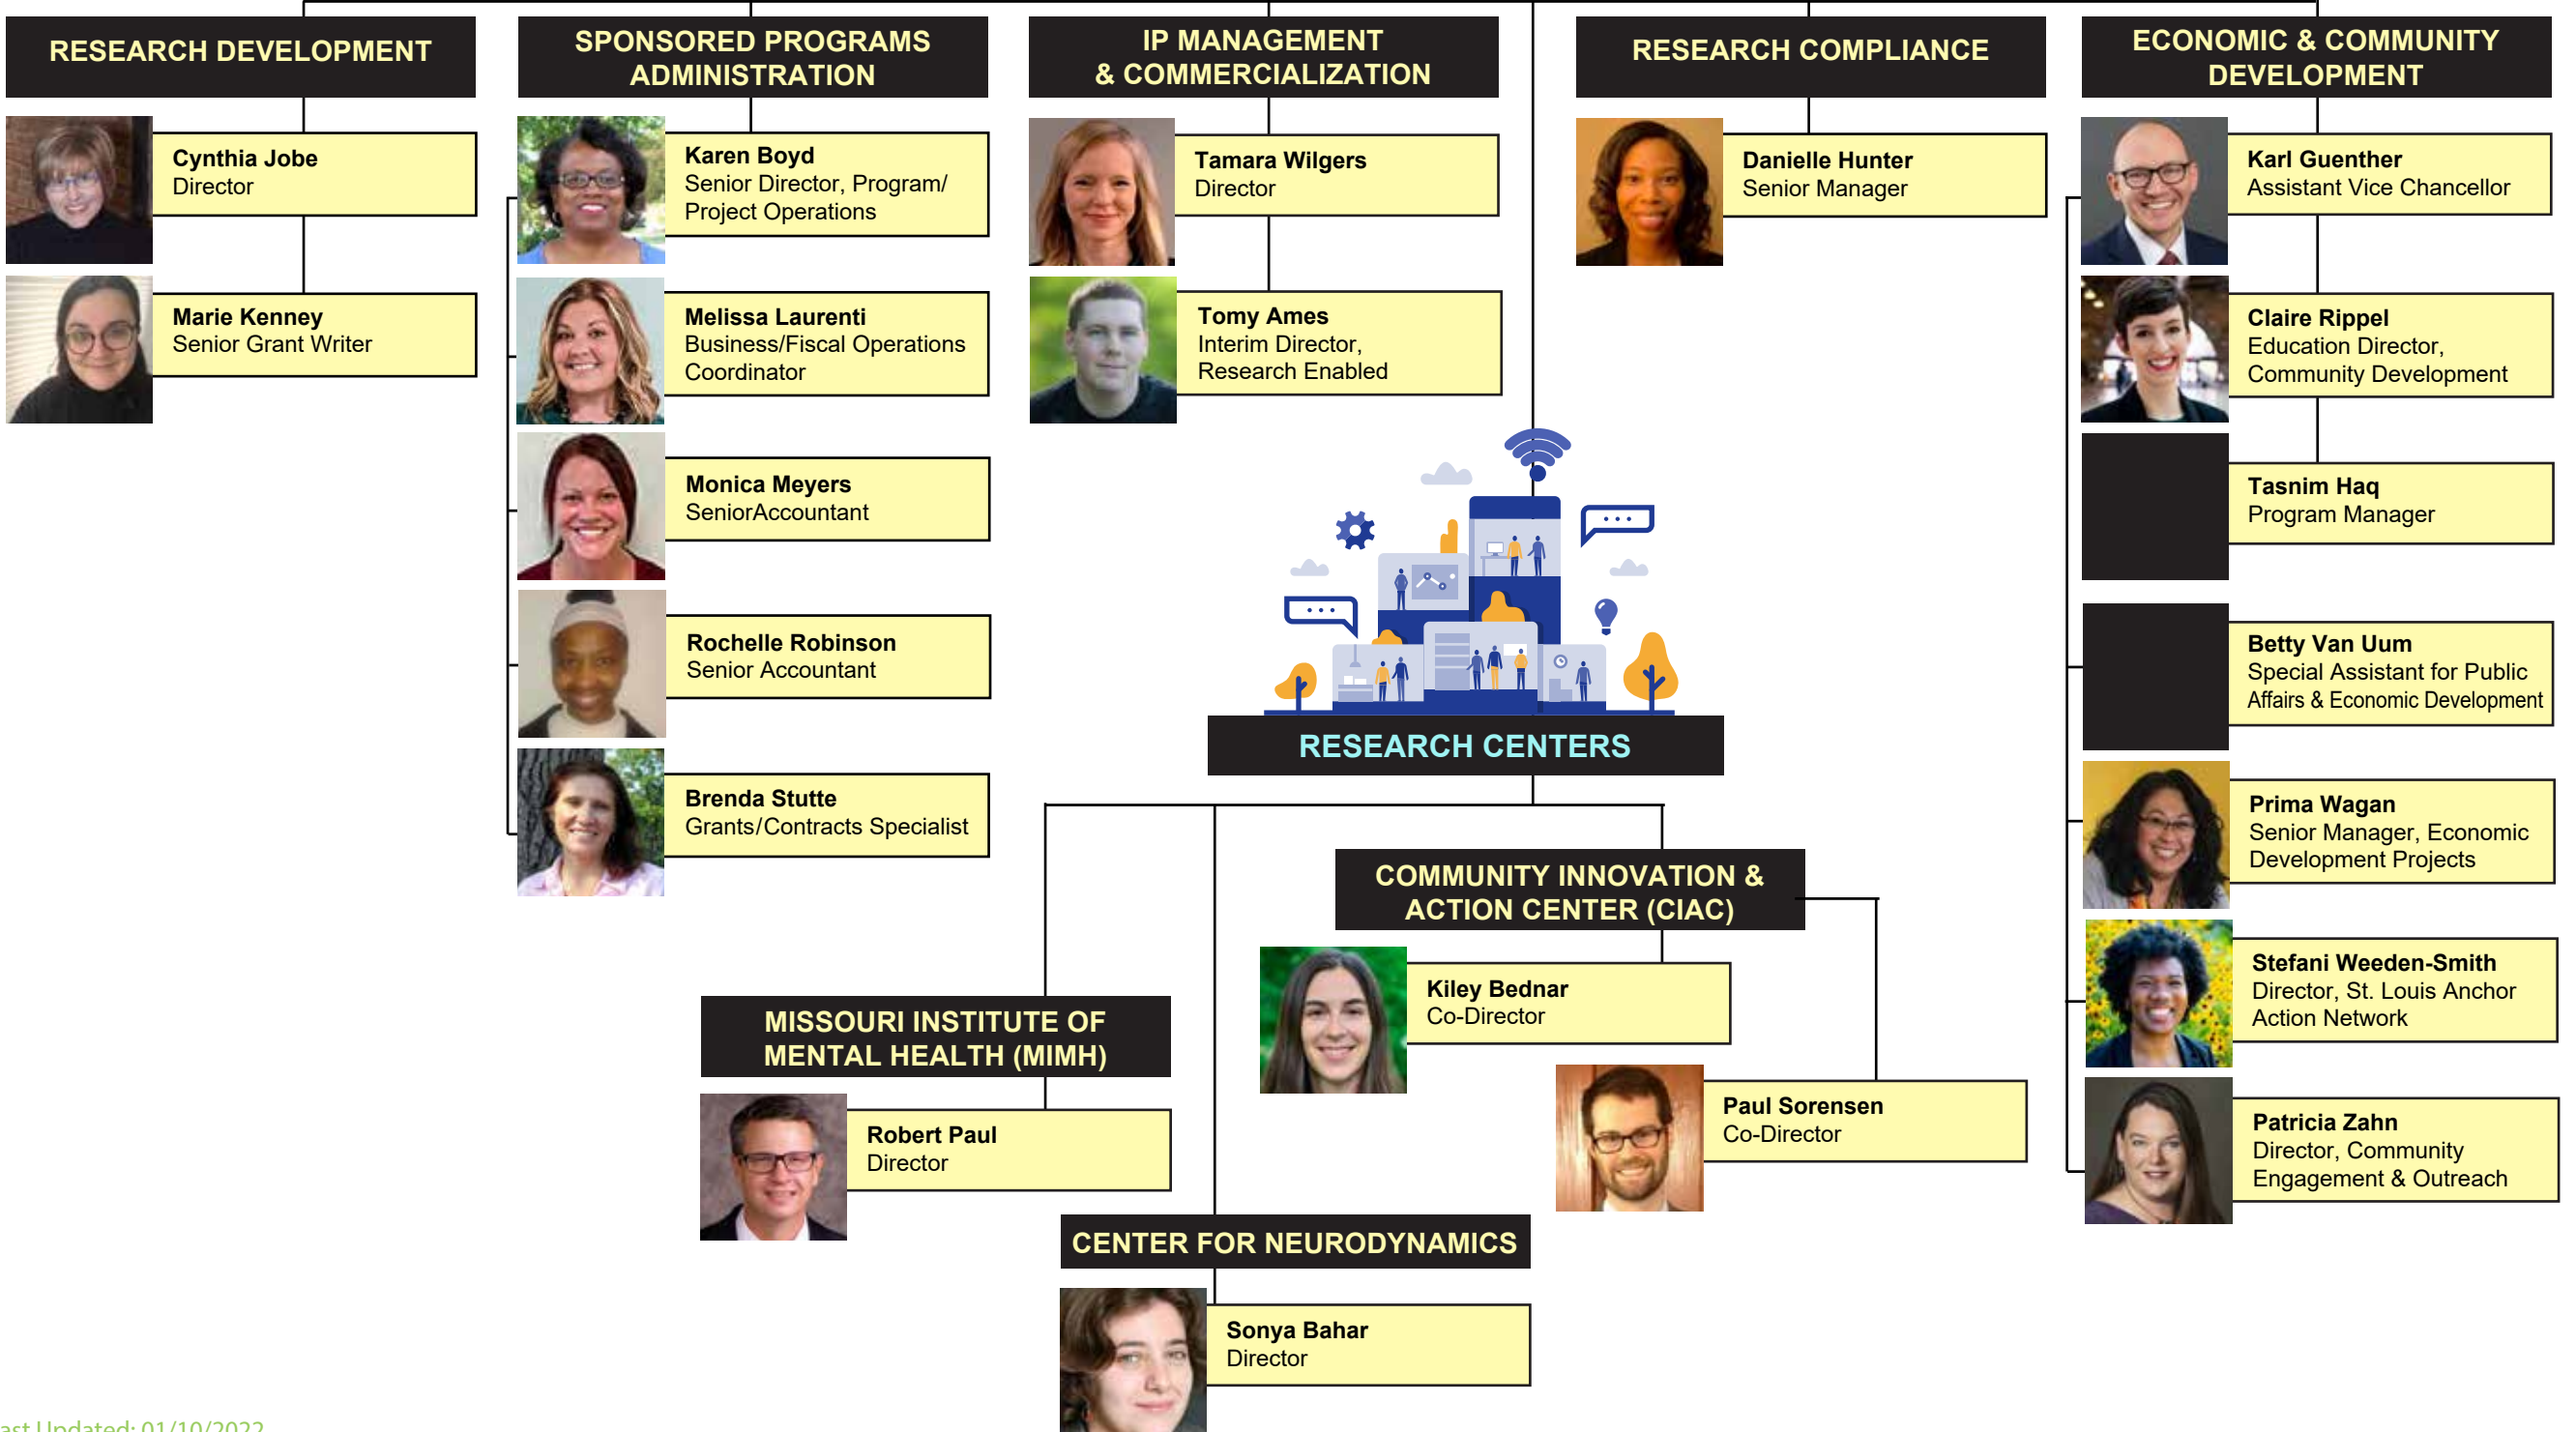 RESEARCH DEVELOPMENT
Cynthia Jobe
Director
Marie Kenney
Senior Grant Writer
SPONSORED PROGRAMS
ADMINISTRATION
Karen Boyd
Senior Director, Program/
Project Operations
Melissa Laurenti
Business/Fiscal Operations
Coordinator
Monica Meyers
SeniorAccountant
Rochelle Robinson
Senior Accountant
Brenda Stutte
Grants/Contracts Specialist
IP MANAGEMENT
& COMMERCIALIZATION
Tamara Wilgers
Director
Tomy Ames
Interim Director,
Research Enabled
RESEARCH COMPLIANCE
Danielle Hunter
Senior Manager
ECONOMIC & COMMUNITY
DEVELOPMENT
Karl Guenther
Assistant Vice Chancellor
Claire Rippel
Education Director,
Community Development
Tasnim Haq
Program Manager
Betty Van Uum
Special Assistant for Public
Affairs & Economic Development
Prima Wagan
Senior Manager, Economic
Development Projects
Stefani Weeden-Smith
Director, St. Louis Anchor
Action Network
Patricia Zahn
Director, Community
Engagement & Outreach
RESEARCH CENTERS
MISSOURI INSTITUTE OF
MENTAL HEALTH (MIMH)
Robert Paul
Director
CENTER FOR NEURODYNAMICS
Sonya Bahar
Director
COMMUNITY INNOVATION &
ACTION CENTER (CIAC)
Kiley Bednar
Co-Director
Paul Sorensen
Co-Director
ast Updated: 01/10/2022